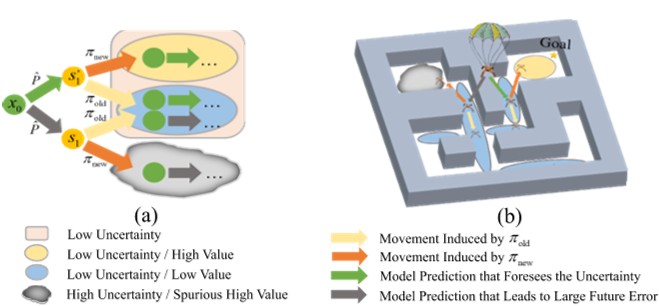 π_new
P̂
s₁'
π_old
x₀
π_old
P̂
s₁
π_new
...
...
...
...
Goal
(a)
(b)
Low Uncertainty
Low Uncertainty / High Value
Low Uncertainty / Low Value
High Uncertainty / Spurious High Value
Movement Induced by π_old
Movement Induced by π_new
Model Prediction that Foresees the Uncertainty
Model Prediction that Leads to Large Future Error